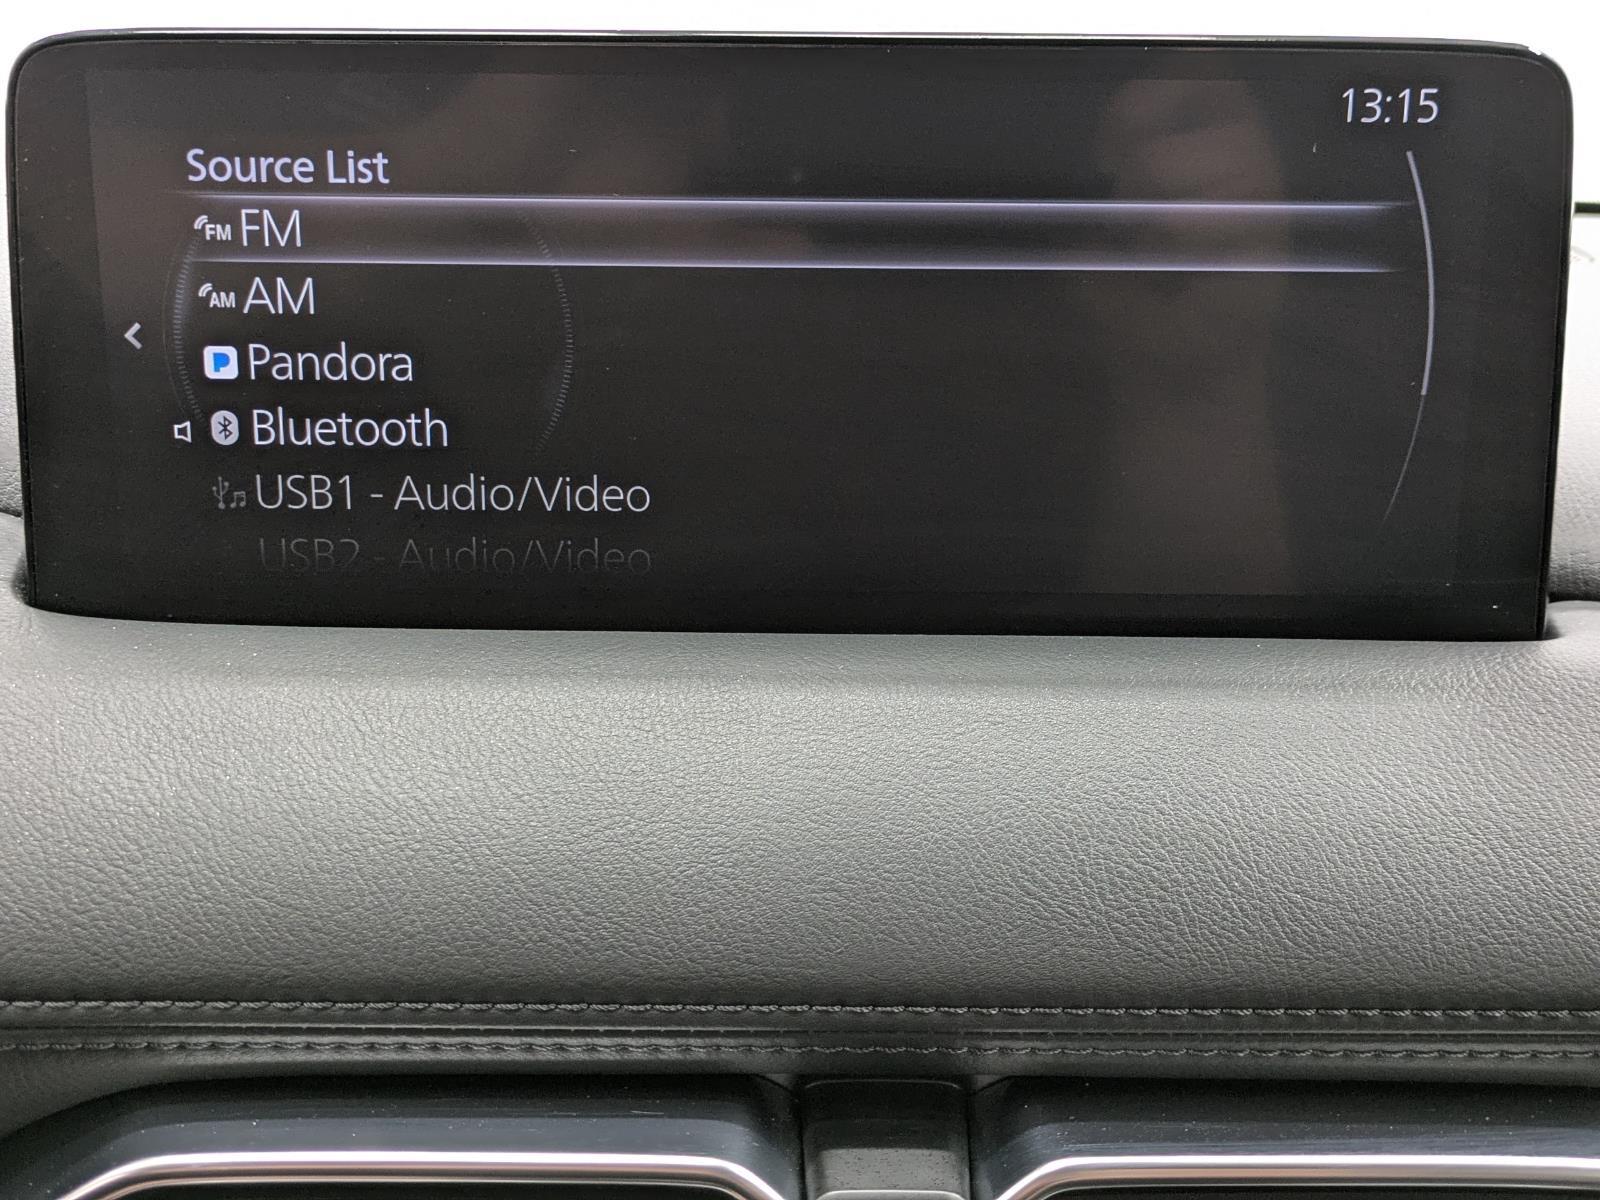 13:15
Source List
FM FM
AM AM
P Pandora
Bluetooth
USB1 - Audio/Video
USB2 - Audio/Video